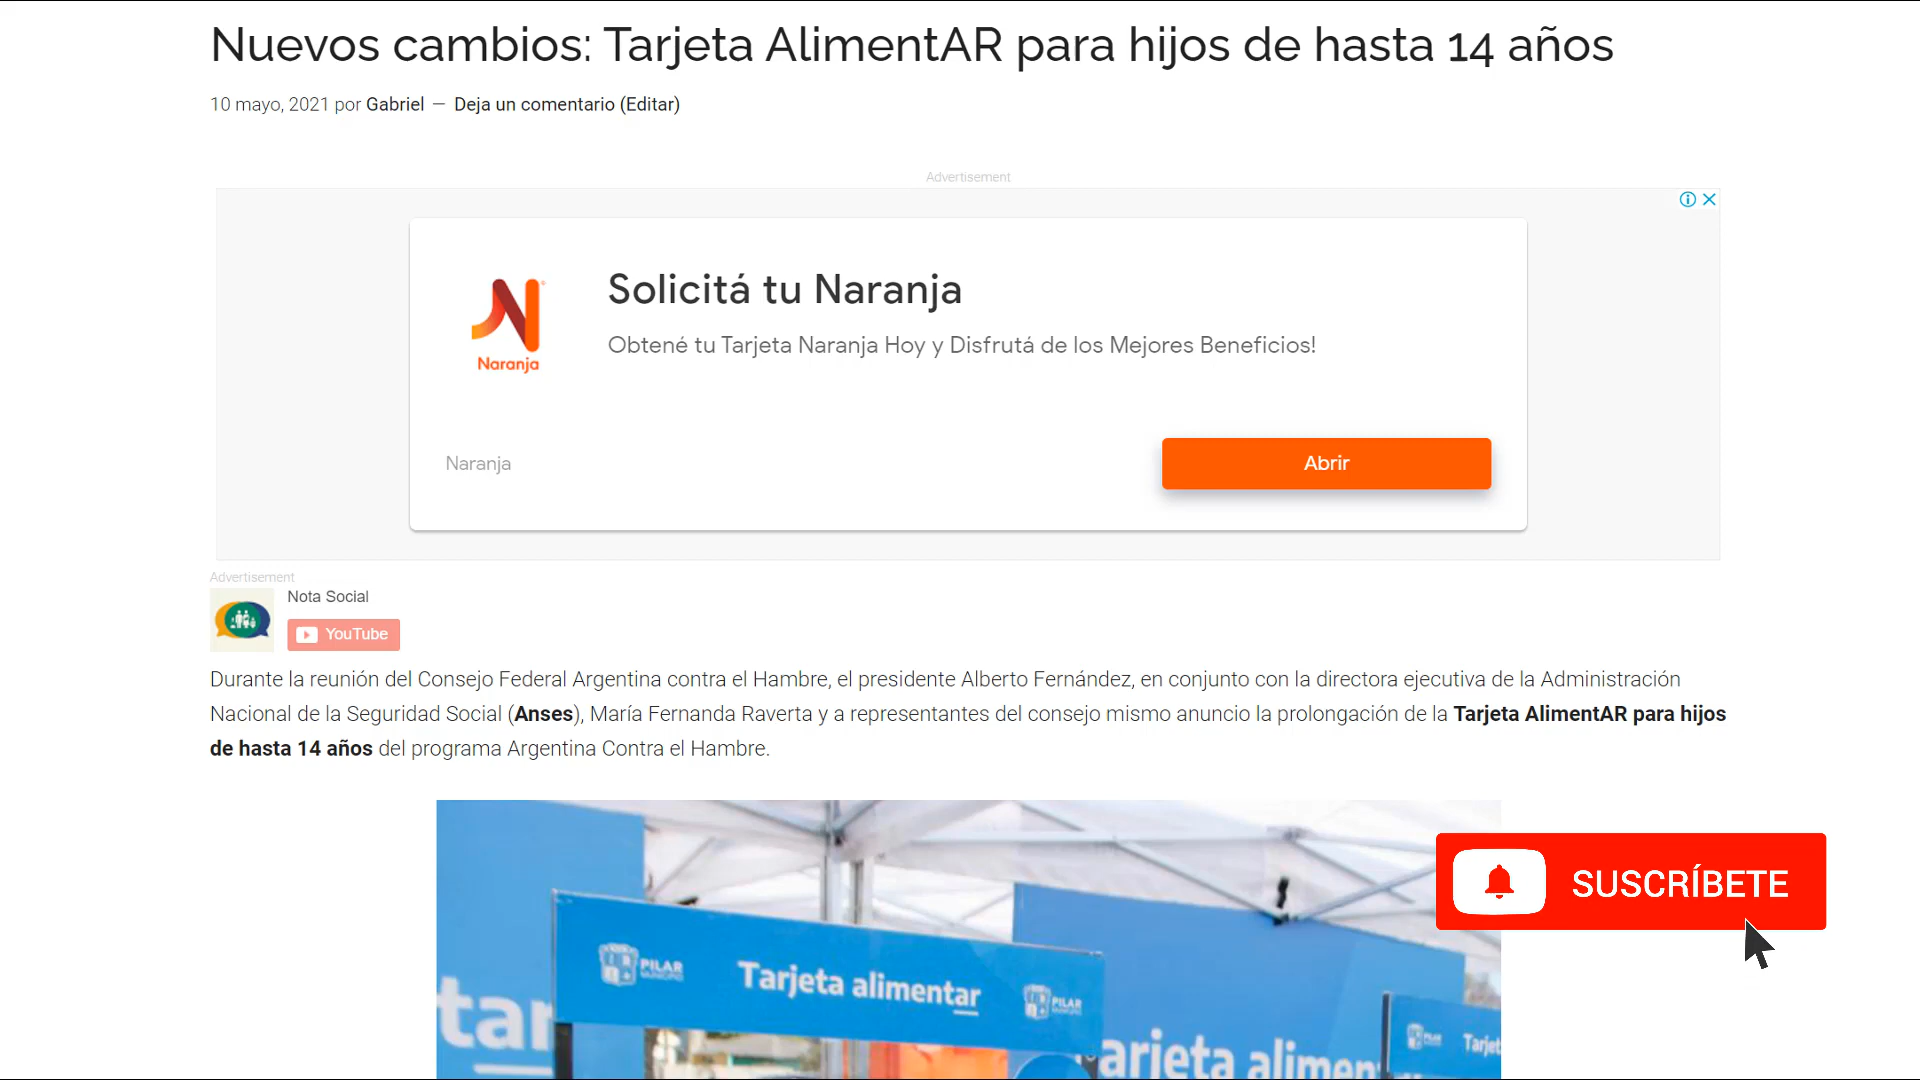 Nuevos cambios: Tarjeta AlimentAR para hijos de hasta 14 años
10 mayo, 2021 por Gabriel — Deja un comentario (Editar)
Advertisement
Solicitá tu Naranja
Obtené tu Tarjeta Naranja Hoy y Disfrutá de los Mejores Beneficios!
Naranja
Naranja
Abrir
Advertisement
Nota Social
YouTube
Durante la reunión del Consejo Federal Argentina contra el Hambre, el presidente Alberto Fernández, en conjunto con la directora ejecutiva de la Administración
Nacional de la Seguridad Social (Anses), María Fernanda Raverta y a representantes del consejo mismo anuncio la prolongación de la Tarjeta AlimentAR para hijos
de hasta 14 años del programa Argentina Contra el Hambre.
SUSCRÍBETE
PILAR
MUNICIPIO
Tarjeta alimentar
PILAR
tar
arjeta alimen
Tarjet